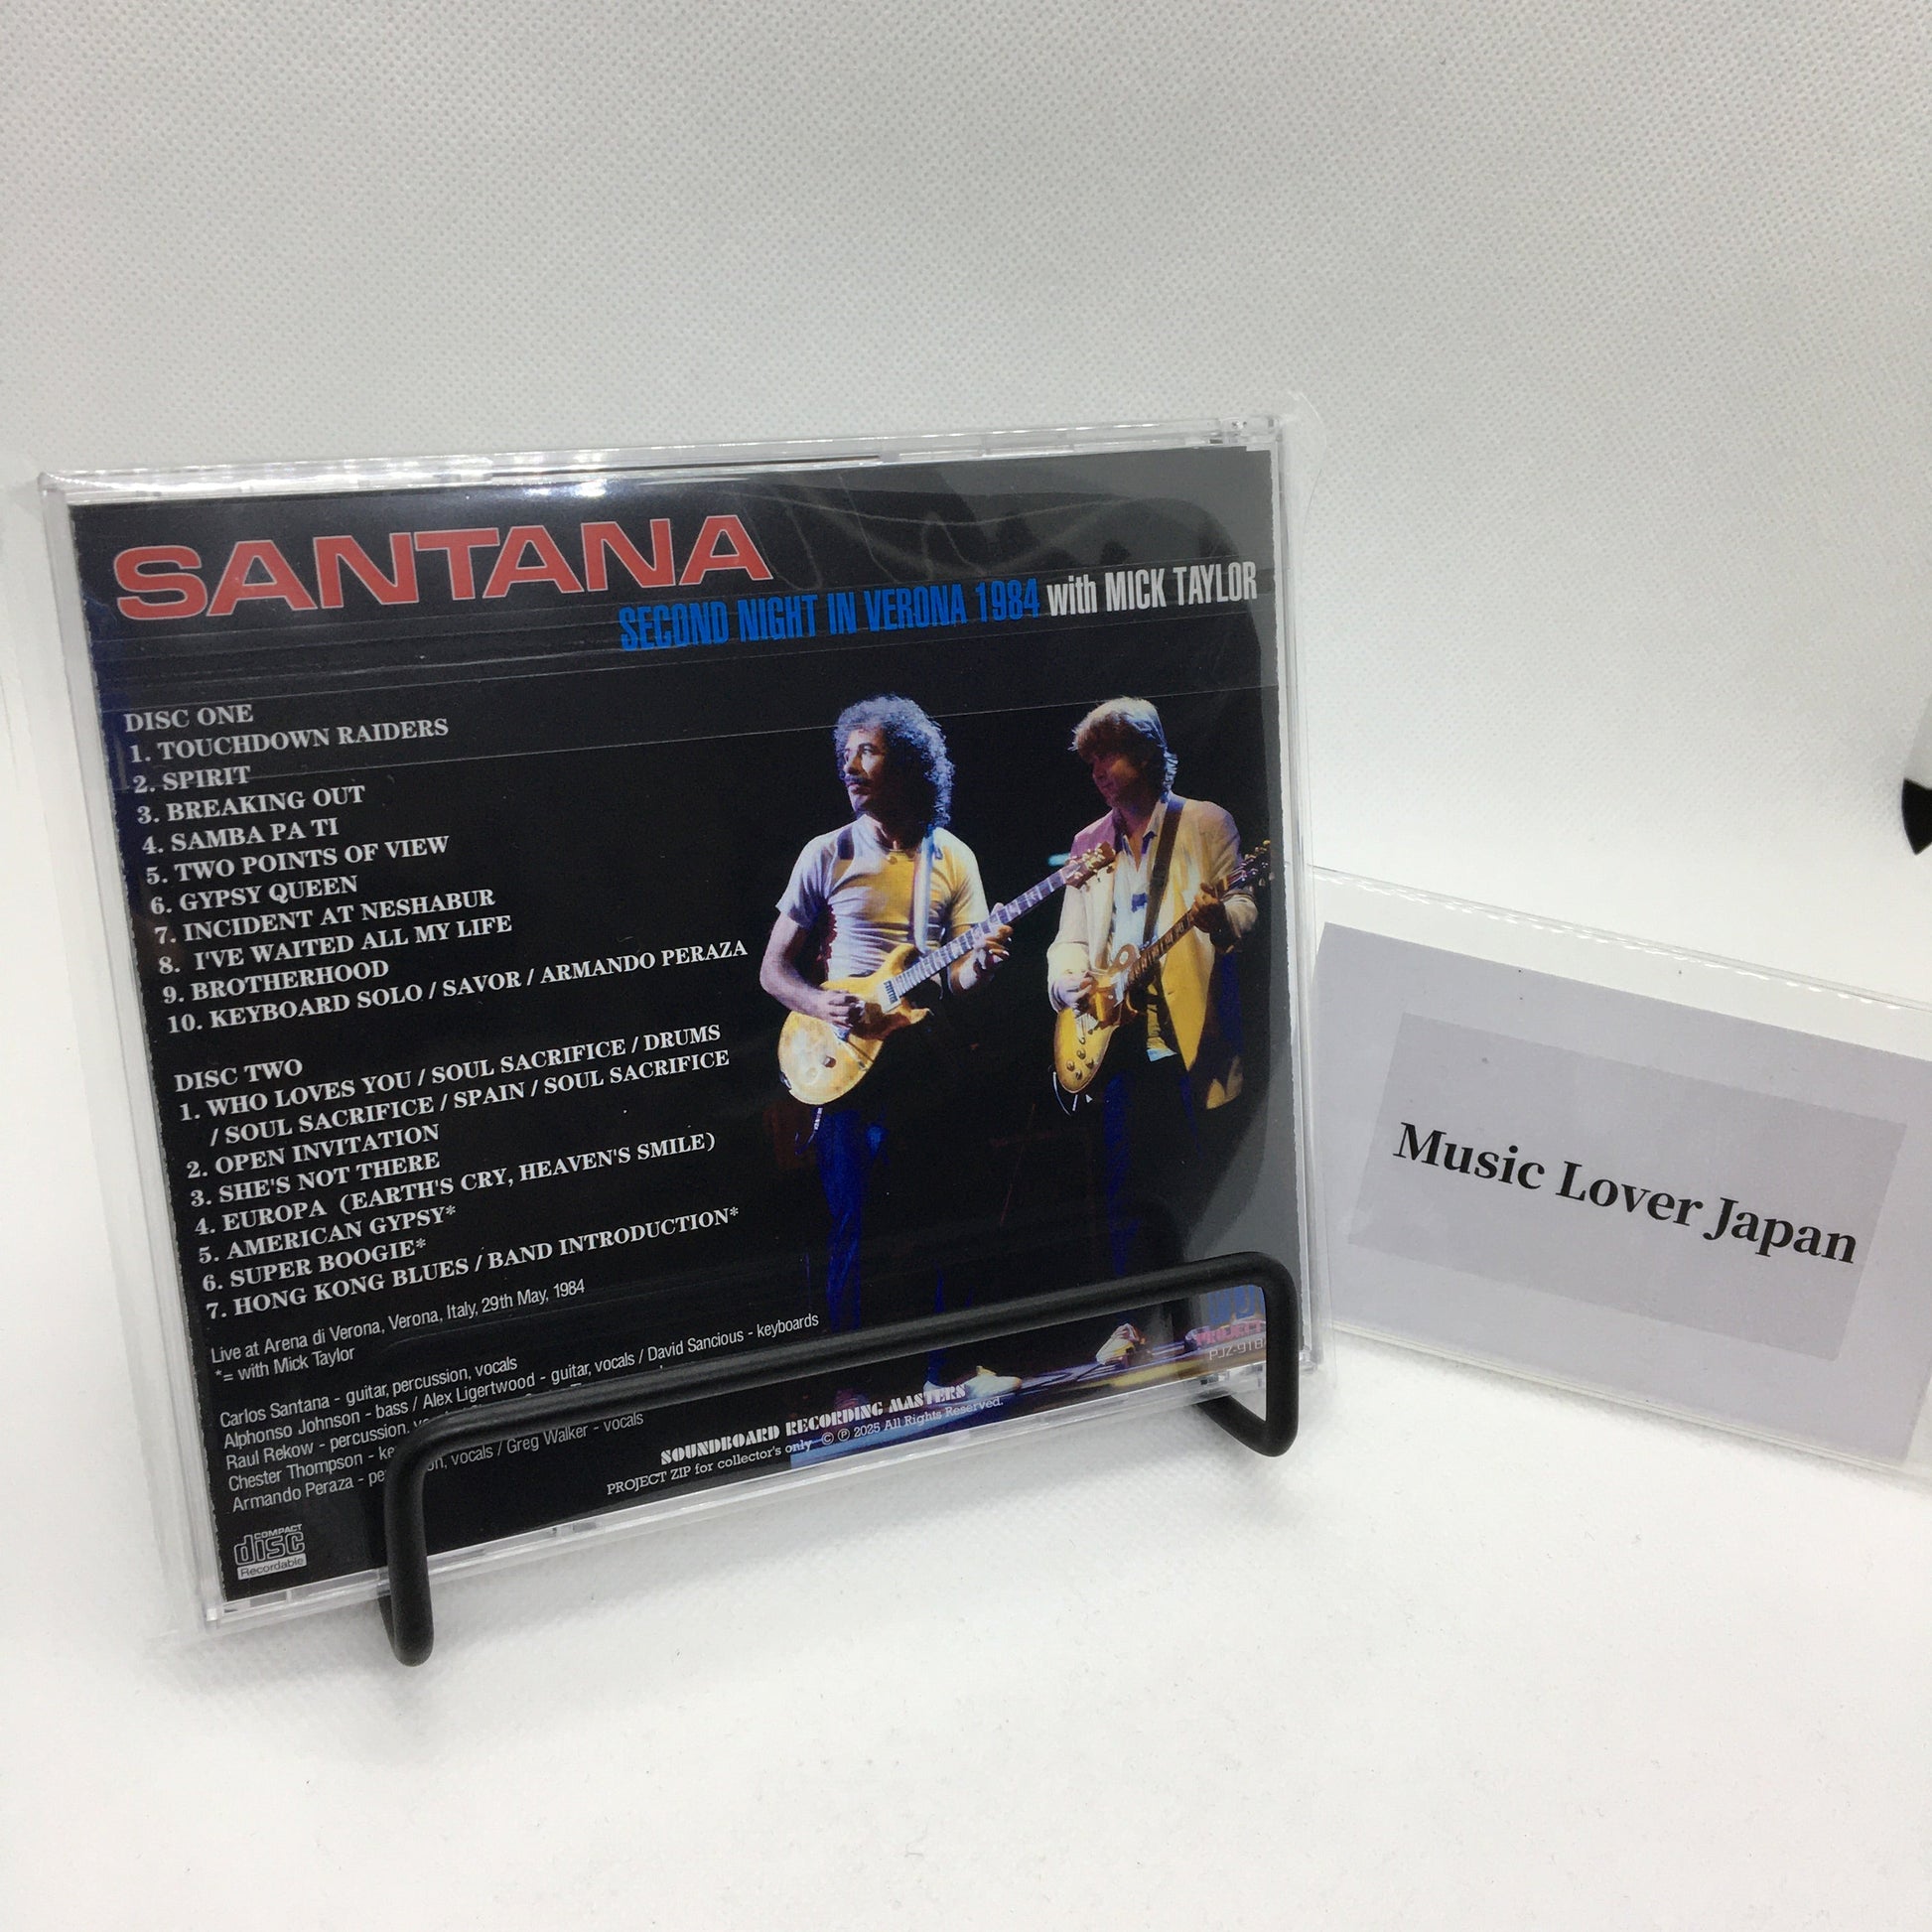 SANTANA
SECOND NIGHT IN VERONA 1984 with MICK TAYLOR
DISC ONE
1. TOUCHDOWN RAIDERS
2. SPIRIT
3. BREAKING OUT
4. SAMBA PA TI
5. TWO POINTS OF VIEW
6. GYPSY QUEEN
7. INCIDENT AT NESHABUR
8. I'VE WAITED ALL MY LIFE
9. BROTHERHOOD
10. KEYBOARD SOLO / SAVOR / ARMANDO PERAZA
DISC TWO
1. WHO LOVES YOU / SOUL SACRIFICE / DRUMS
/ SOUL SACRIFICE / SPAIN / SOUL SACRIFICE
2. OPEN INVITATION
3. SHE'S NOT THERE
4. EUROPA (EARTH'S CRY, HEAVEN'S SMILE)
5. AMERICAN GYPSY*
6. SUPER BOOGIE*
7. HONG KONG BLUES / BAND INTRODUCTION*
Live at Arena di Verona, Verona, Italy, 29th May, 1984
*= with Mick Taylor
Carlos Santana - guitar, percussion, vocals
Alphonso Johnson - bass / Alex Ligertwood - guitar, vocals / David Sancious - keyboards
Raul Rekow - percussion,
Chester Thompson -
Armando Peraza - vocals / Greg Walker - vocals
SOUNDBOARD RECORDING MASTERS
PROJECT ZIP for collector's only © ℗ 2025 All Rights Reserved.
COMPACT
disc
Recordable
PROJECT
Music Lover Japan